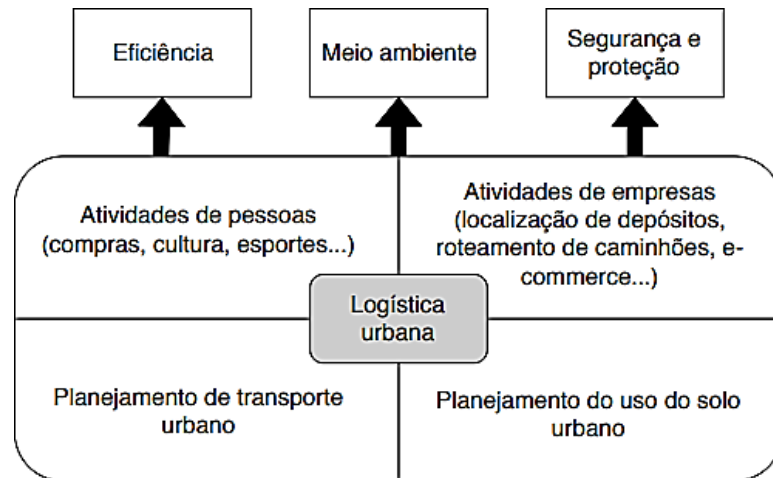 Eficiência
Meio ambiente
Segurança e
proteção
Atividades de pessoas
(compras, cultura, esportes...)
Atividades de empresas
(localização de depósitos,
roteamento de caminhões, e-
commerce...)
Logística
urbana
Planejamento de transporte
urbano
Planejamento do uso do solo
urbano